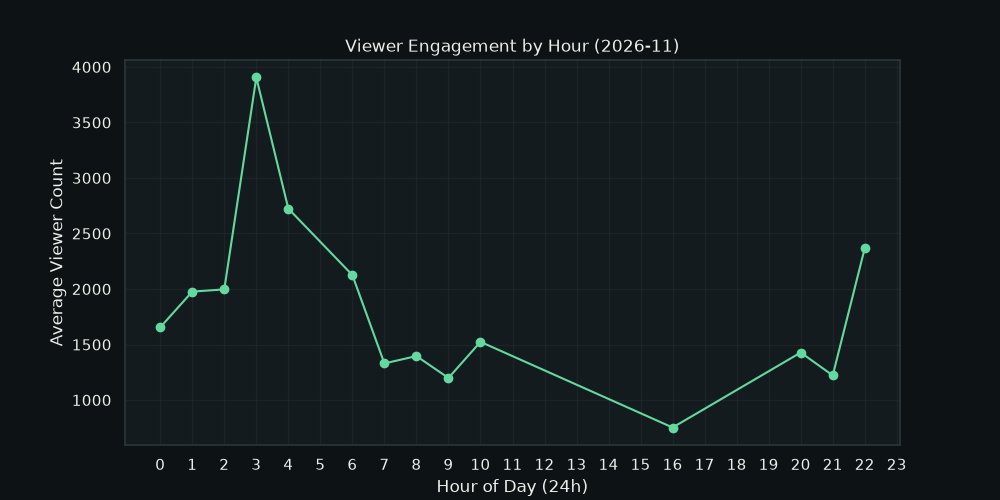 Viewer Engagement by Hour (2026-11)
4000
3500
3000
2500
2000
1500
1000
Average Viewer Count
0 1 2 3 4 5 6 7 8 9 10 11 12 13 14 15 16 17 18 19 20 21 22 23
Hour of Day (24h)